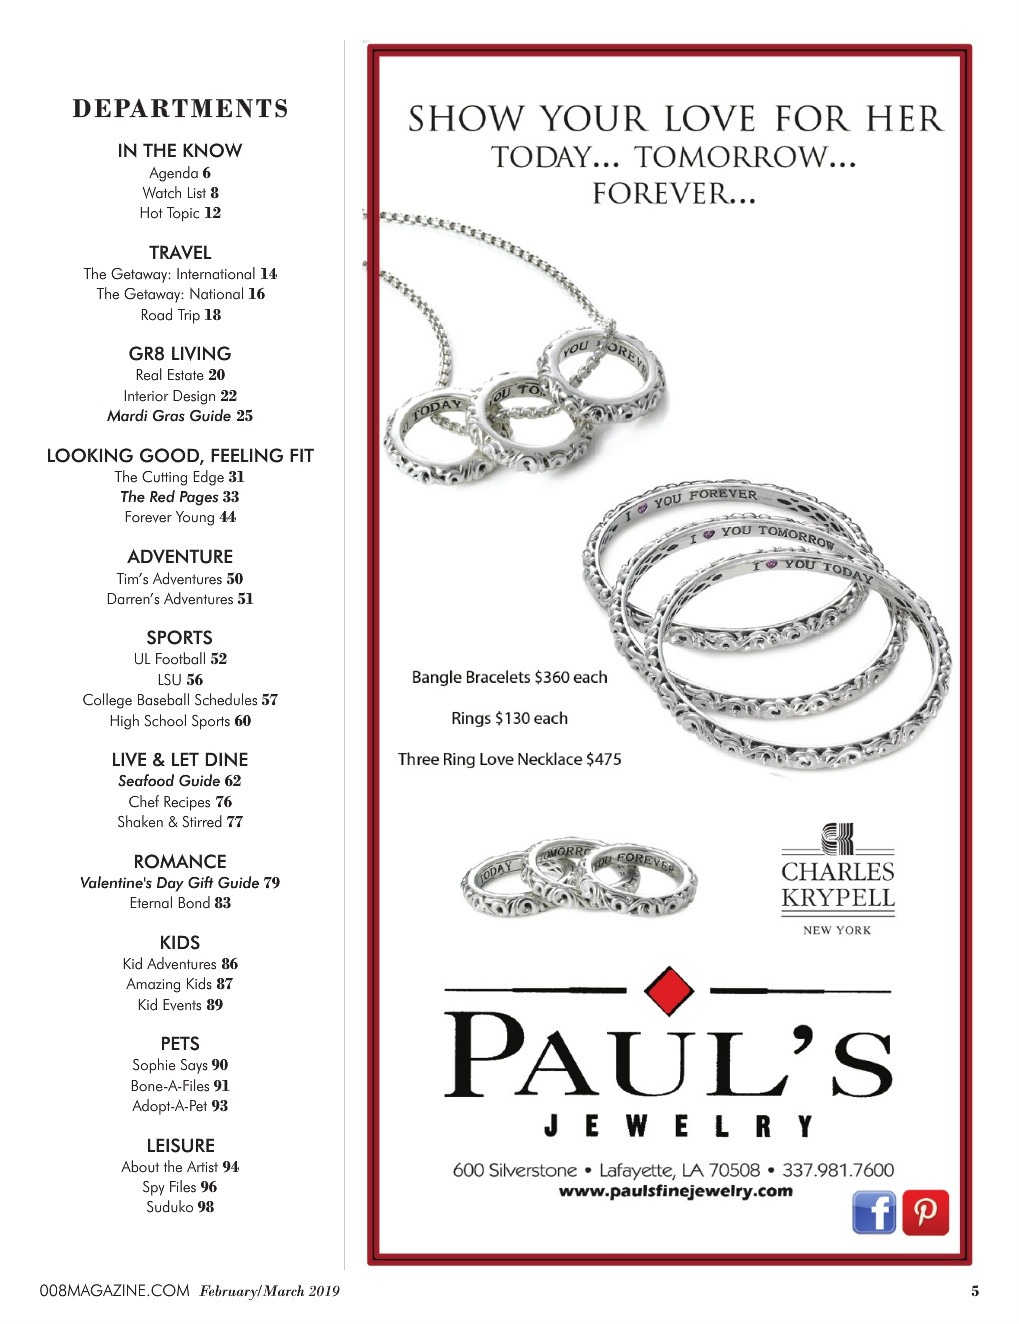 DEPARTMENTS
IN THE KNOW
Agenda 6
Watch List 8
Hot Topic 12
TRAVEL
The Getaway: International 14
The Getaway: National 16
Road Trip 18
GR8 LIVING
Real Estate 20
Interior Design 22
Mardi Gras Guide 25
LOOKING GOOD, FEELING FIT
The Cutting Edge 31
The Red Pages 33
Forever Young 44
ADVENTURE
Tim's Adventures 50
Darren's Adventures 51
SPORTS
UL Football 52
LSU 56
College Baseball Schedules 57
High School Sports 60
LIVE & LET DINE
Seafood Guide 62
Chef Recipes 76
Shaken & Stirred 77
ROMANCE
Valentine's Day Gift Guide 79
Eternal Bond 83
KIDS
Kid Adventures 86
Amazing Kids 87
Kid Events 89
PETS
Sophie Says 90
Bone-A-Files 91
Adopt-A-Pet 93
LEISURE
About the Artist 94
Spy Files 96
Suduko 98
SHOW YOUR LOVE FOR HER
TODAY... TOMORROW...
FOREVER...
YOU FOREV
YOU TO
TODAY
I YOU FOREVER
I YOU TOMORROW
I YOU TODAY
Bangle Bracelets $360 each
Rings $130 each
Three Ring Love Necklace $475
TODAY
TOMORRO
YOU FOREVER
CHARLES
KRYPELL
NEW YORK
PAUL'S
JEWELRY
600 Silverstone • Lafayette, LA 70508 • 337.981.7600
www.paulsfinejewelry.com
008MAGAZINE.COM February/March 2019
5